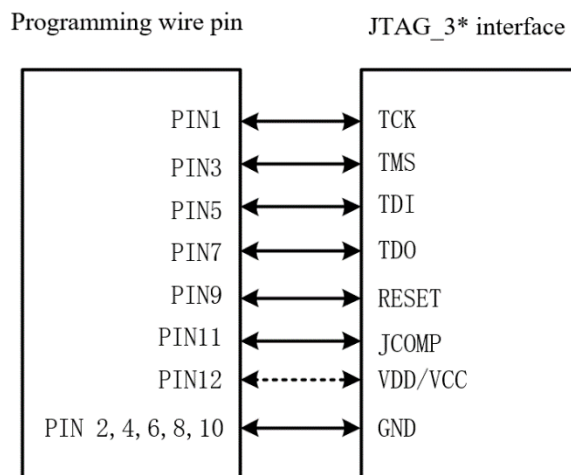 Programming wire pin JTAG_3* interface
PIN1 TCK
PIN3 TMS
PIN5 TDI
PIN7 TDO
PIN9 RESET
PIN11 JCOMP
PIN12 VDD/VCC
PIN 2,4,6,8,10 GND